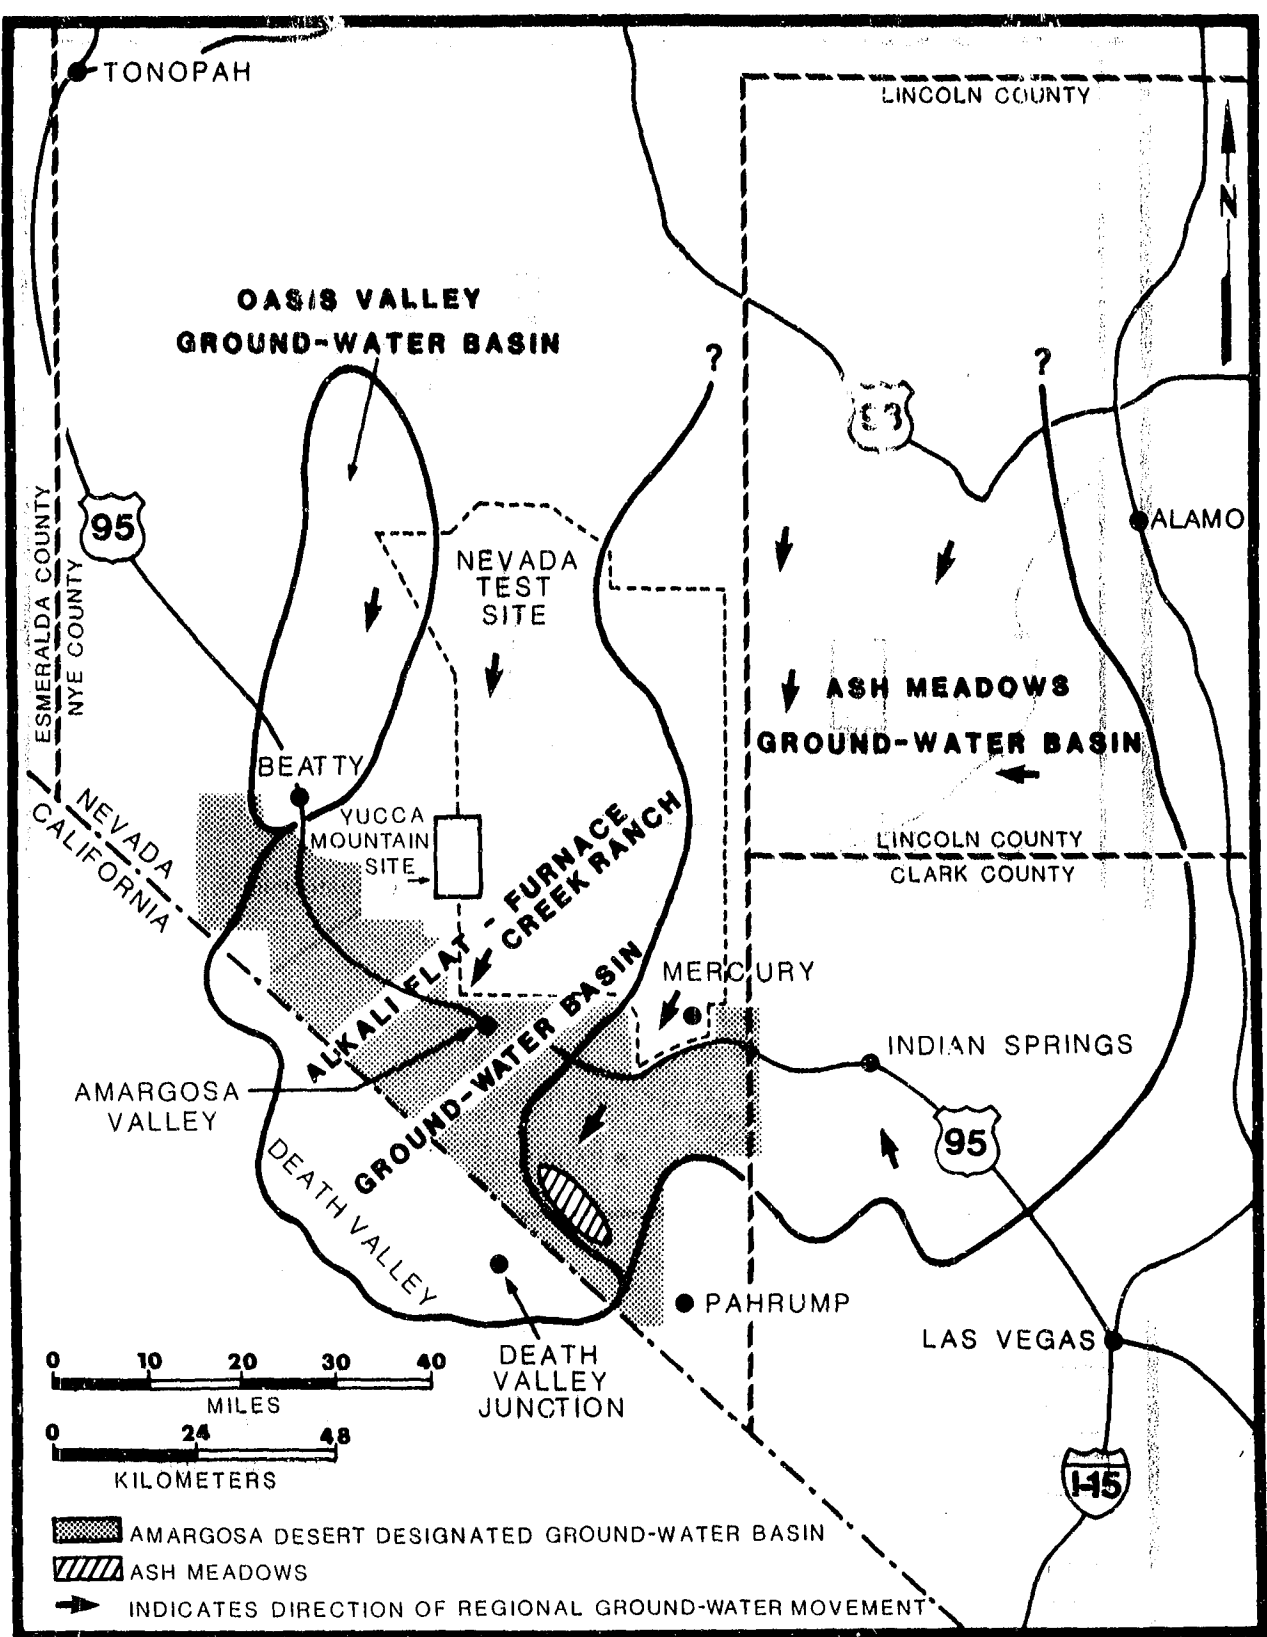 TONOPAH
LINCOLN COUNTY
N
OASIS VALLEY
GROUND-WATER BASIN
?
?
93
95
ESMERALDA COUNTY
NYE COUNTY
NEVADA
TEST
SITE
ALAMO
ASH MEADOWS
GROUND-WATER BASIN
BEATTY
NEVADA
CALIFORNIA
YUCCA
MOUNTAIN
SITE
LINCOLN COUNTY
CLARK COUNTY
ALKALI FLAT - FURNACE
CREEK RANCH
GROUND-WATER BASIN
MERCURY
INDIAN SPRINGS
AMARGOSA
VALLEY
95
DEATH VALLEY
PAHRUMP
LAS VEGAS
DEATH
VALLEY
JUNCTION
0 10 20 30 40
MILES
0 24 48
KILOMETERS
I-15
AMARGOSA DESERT DESIGNATED GROUND-WATER BASIN
ASH MEADOWS
INDICATES DIRECTION OF REGIONAL GROUND-WATER MOVEMENT